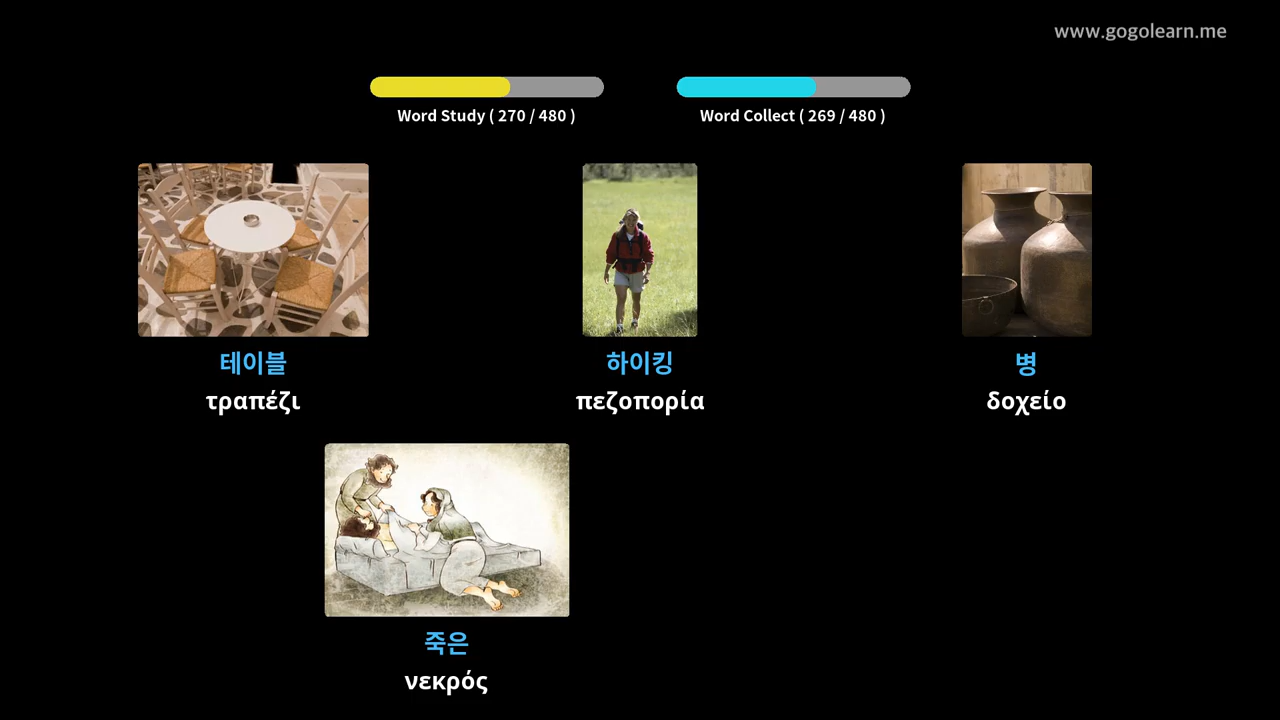 www.gogolearn.me
Word Study ( 270 / 480 )
Word Collect ( 269 / 480 )
테이블
τραπέζι
하이킹
πεζοπορία
병
δοχείο
죽은
νεκρός